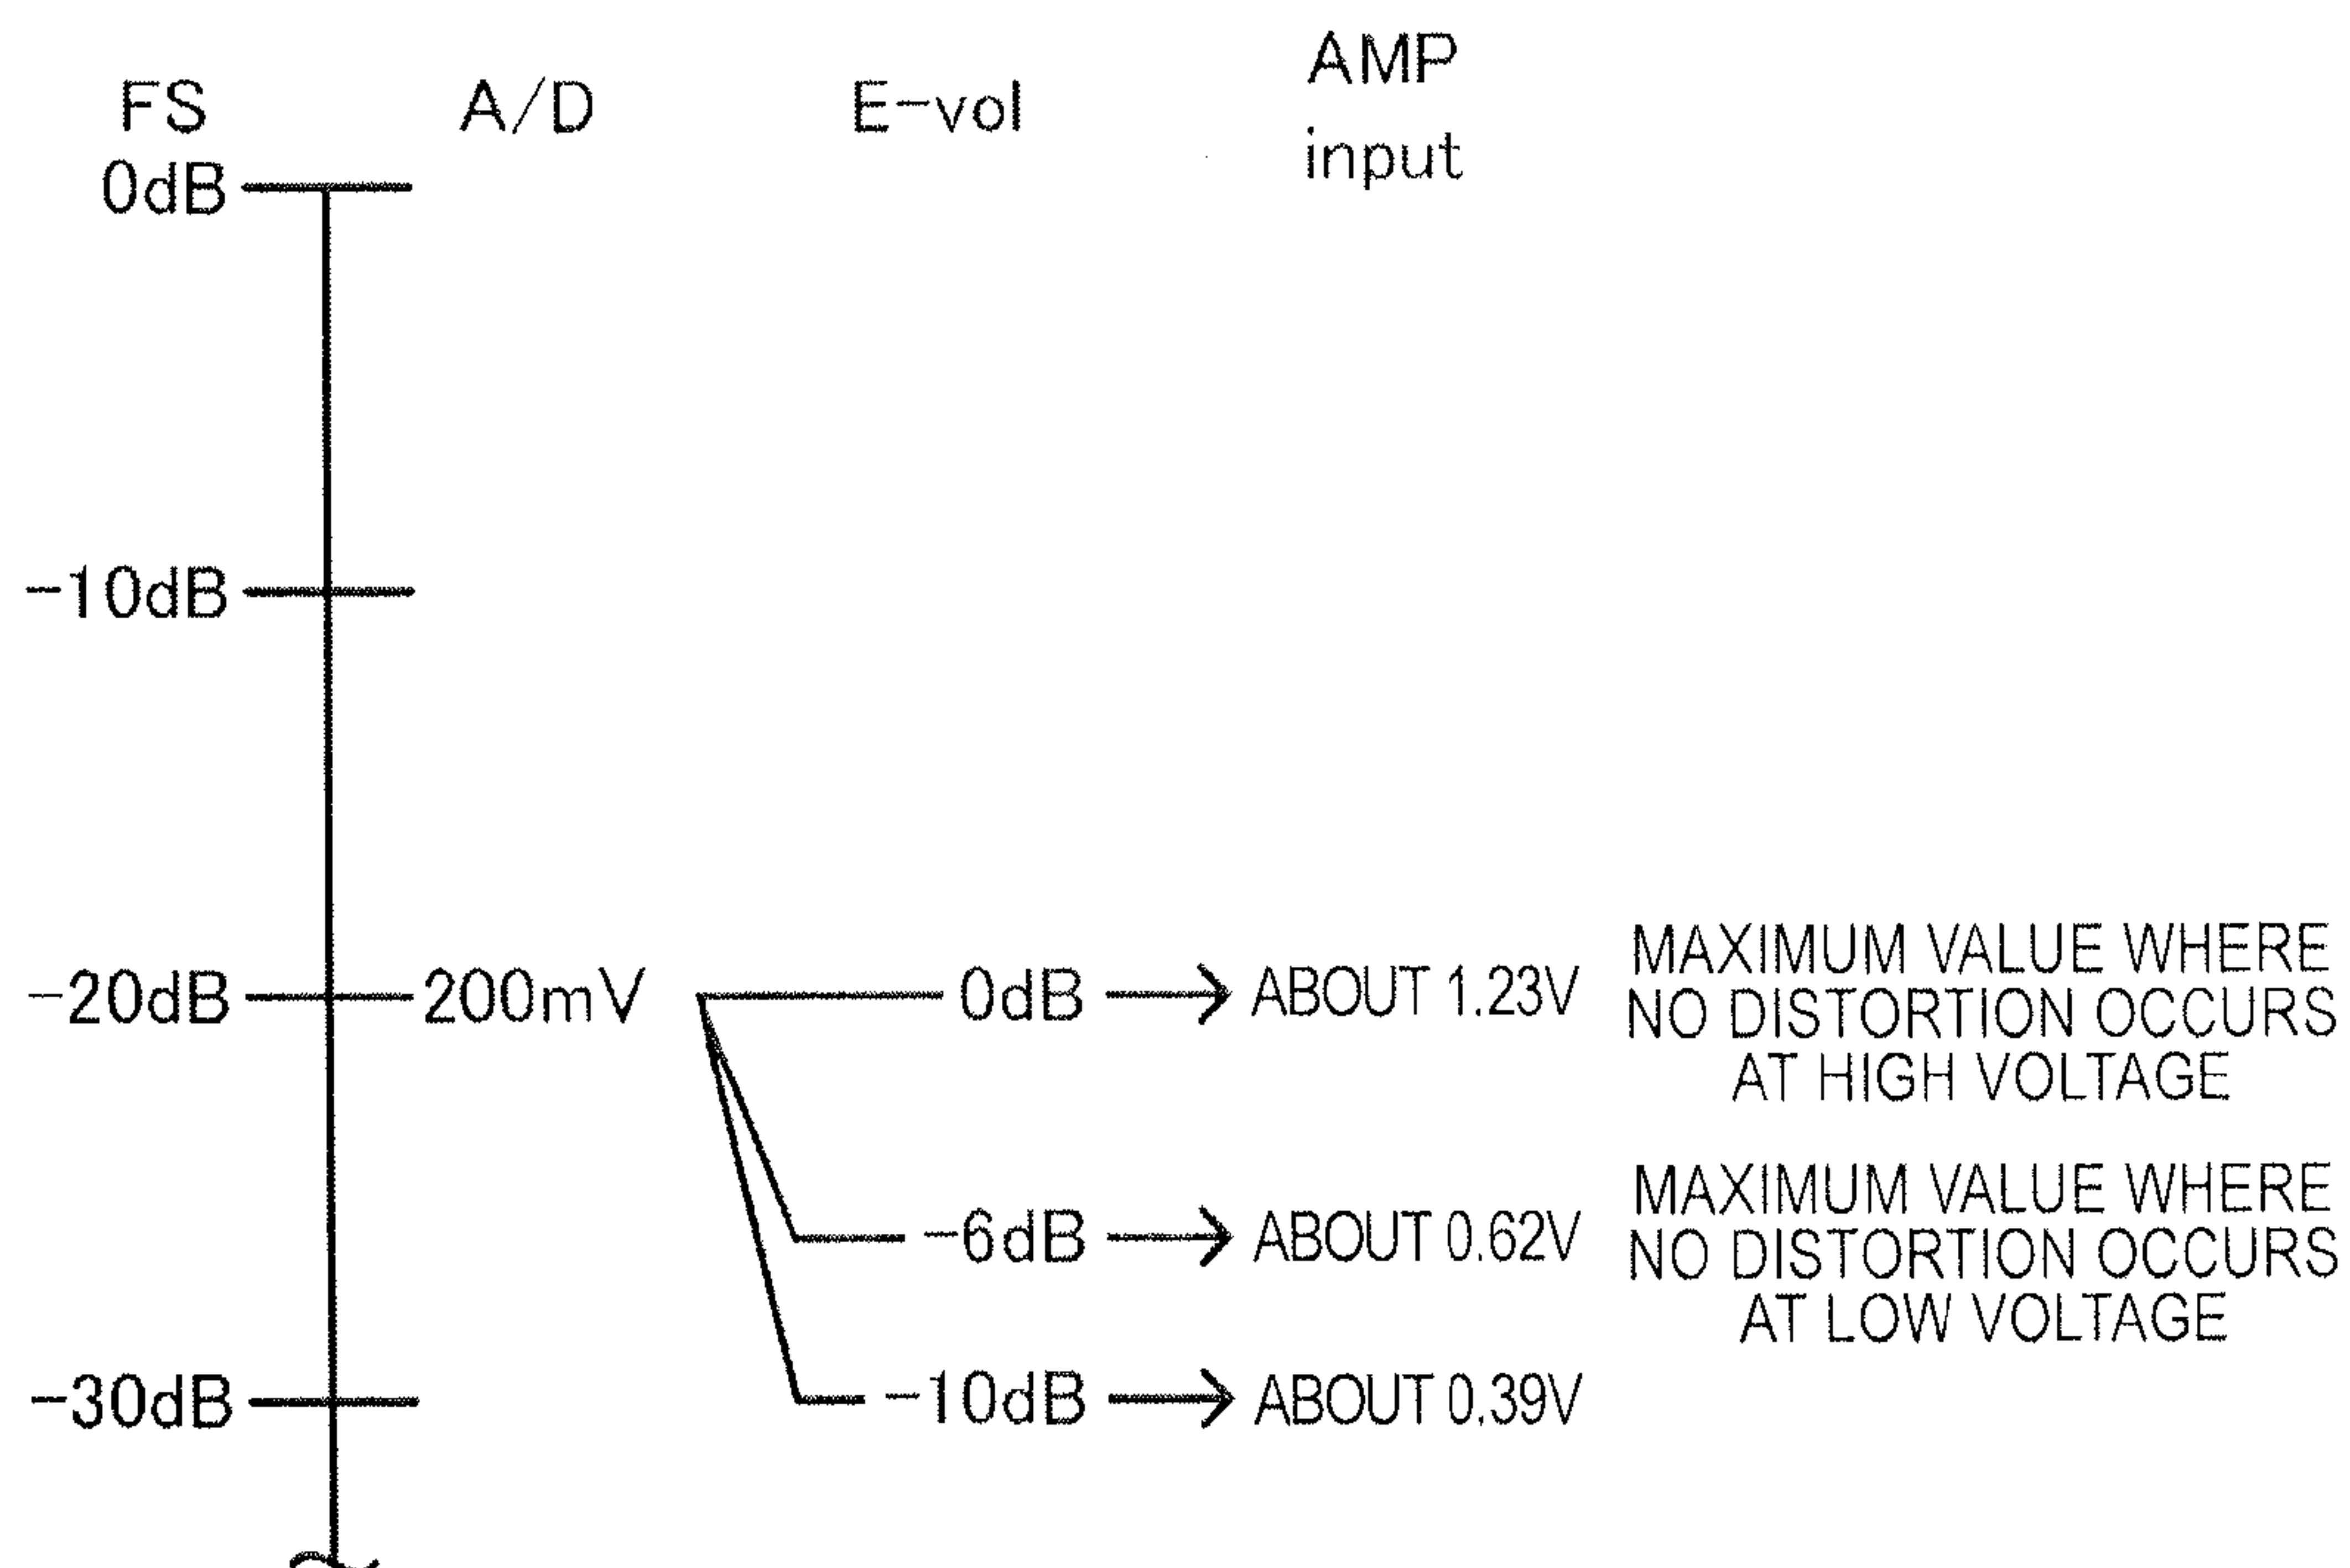 FS
A/D
E-vol
AMP
input
0dB
-10dB
-20dB
200mV
0dB
ABOUT 1.23V
MAXIMUM VALUE WHERE
NO DISTORTION OCCURS
AT HIGH VOLTAGE
-6dB
ABOUT 0.62V
MAXIMUM VALUE WHERE
NO DISTORTION OCCURS
AT LOW VOLTAGE
-30dB
-10dB
ABOUT 0.39V